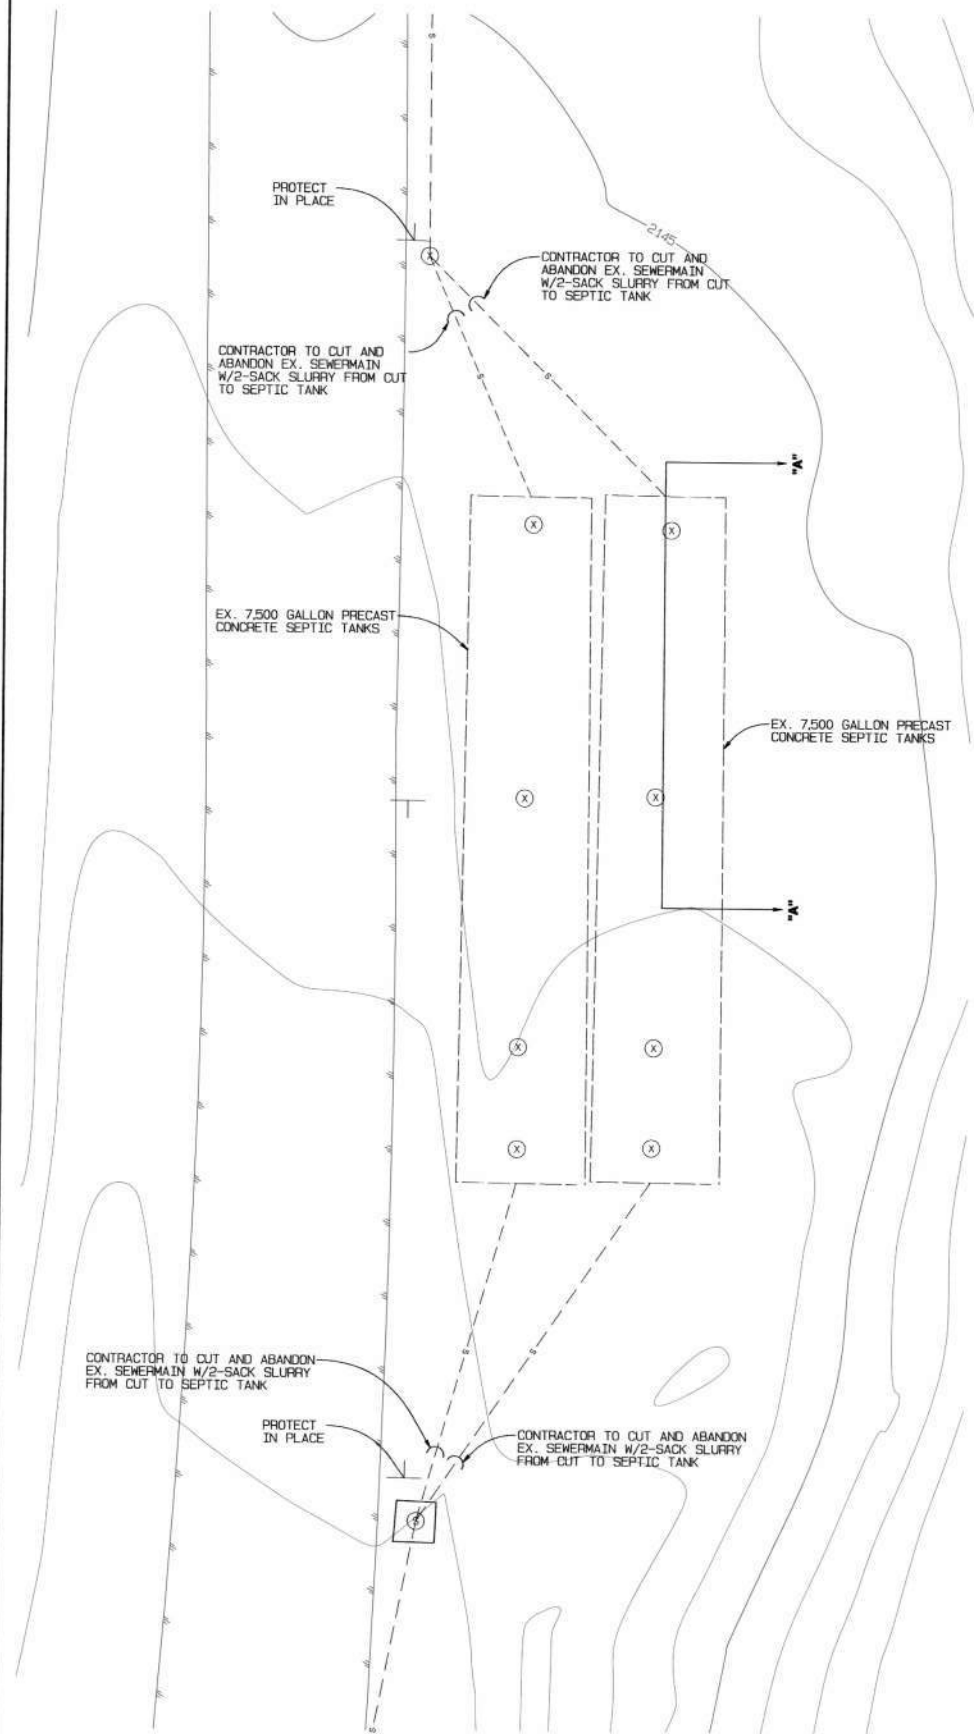 S
PROTECT
IN PLACE
2145
CONTRACTOR TO CUT AND
ABANDON EX. SEWERMAIN
W/2-SACK SLURRY FROM CUT
TO SEPTIC TANK
CONTRACTOR TO CUT AND
ABANDON EX. SEWERMAIN
W/2-SACK SLURRY FROM CUT
TO SEPTIC TANK
S
S
"A"
X
X
EX. 7,500 GALLON PRECAST
CONCRETE SEPTIC TANKS
EX. 7,500 GALLON PRECAST
CONCRETE SEPTIC TANKS
X
X
"A"
X
X
X
X
S
S
CONTRACTOR TO CUT AND ABANDON
EX. SEWERMAIN W/2-SACK SLURRY
FROM CUT TO SEPTIC TANK
PROTECT
IN PLACE
CONTRACTOR TO CUT AND ABANDON
EX. SEWERMAIN W/2-SACK SLURRY
FROM CUT TO SEPTIC TANK
S
S